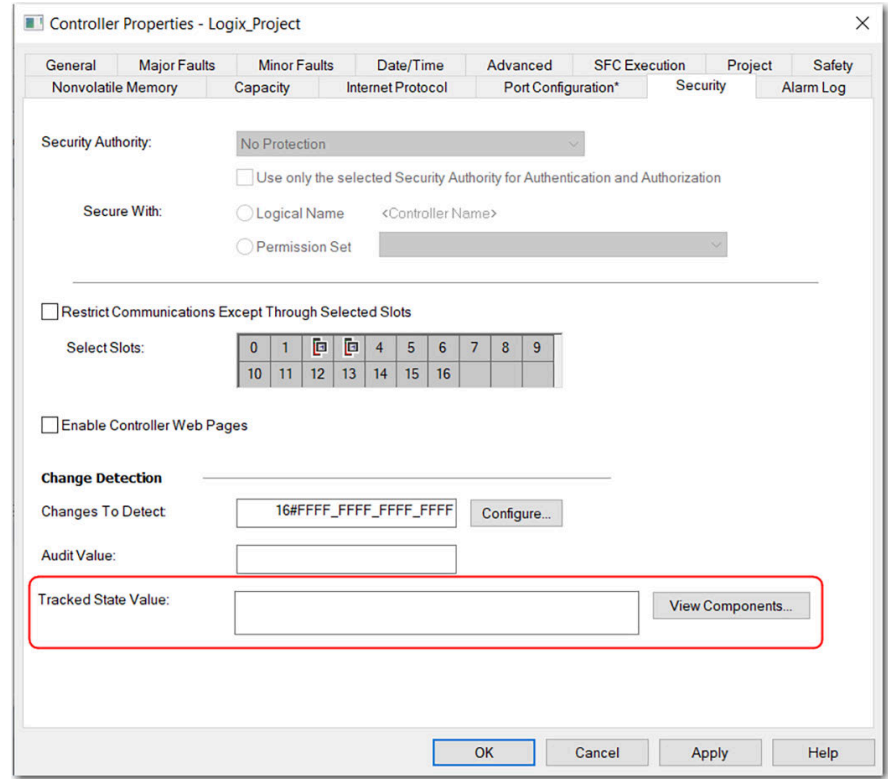 Controller Properties - Logix_Project
General Major Faults Minor Faults Date/Time Advanced SFC Execution Project Safety
Nonvolatile Memory Capacity Internet Protocol Port Configuration* Security Alarm Log
Security Authority: No Protection
Use only the selected Security Authority for Authentication and Authorization
Secure With: Logical Name <Controller Name>
Permission Set
Restrict Communications Except Through Selected Slots
Select Slots: 0 1 4 5 6 7 8 9
10 11 12 13 14 15 16
Enable Controller Web Pages
Change Detection
Changes To Detect: 16#FFFF_FFFF_FFFF_FFFF Configure...
Audit Value:
Tracked State Value: View Components...
OK Cancel Apply Help